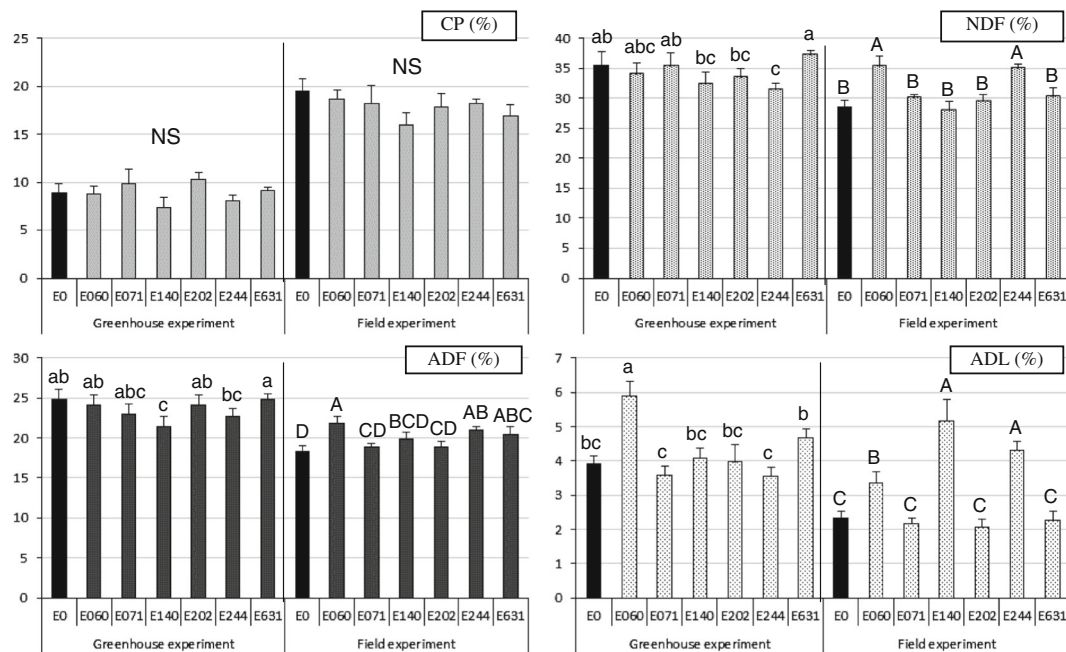 CP (%)
25
20
15
10
5
0
NS
NS
E0 E060 E071 E140 E202 E244 E631 E0 E060 E071 E140 E202 E244 E631
Greenhouse experiment Field experiment
NDF (%)
40
35
30
25
20
15
10
5
0
ab abc ab bc bc c a B A B B B A B
E0 E060 E071 E140 E202 E244 E631 E0 E060 E071 E140 E202 E244 E631
Greenhouse experiment Field experiment
ADF (%)
30
25
20
15
10
5
0
ab ab abc c ab bc a D A CD BCD CD AB ABC
E0 E060 E071 E140 E202 E244 E631 E0 E060 E071 E140 E202 E244 E631
Greenhouse experiment Field experiment
ADL (%)
7
6
5
4
3
2
1
0
bc a c bc bc c b C B C A C A C
E0 E060 E071 E140 E202 E244 E631 E0 E060 E071 E140 E202 E244 E631
Greenhouse experiment Field experiment